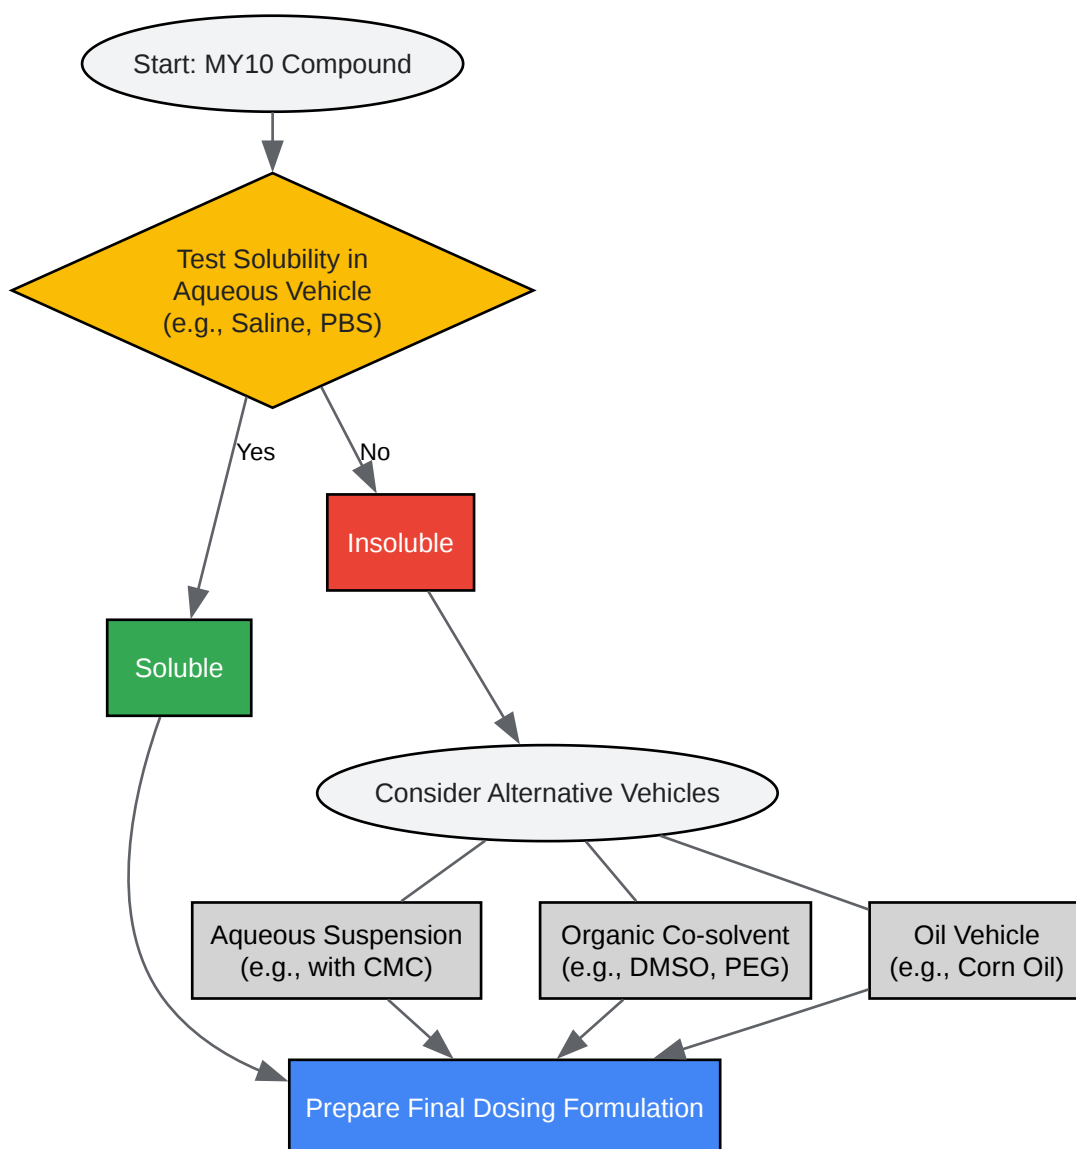 Start: MY10 Compound
Test Solubility in
Aqueous Vehicle
(e.g., Saline, PBS)
Yes
No
Insoluble
Soluble
Consider Alternative Vehicles
Aqueous Suspension
(e.g., with CMC)
Organic Co-solvent
(e.g., DMSO, PEG)
Oil Vehicle
(e.g., Corn Oil)
Prepare Final Dosing Formulation